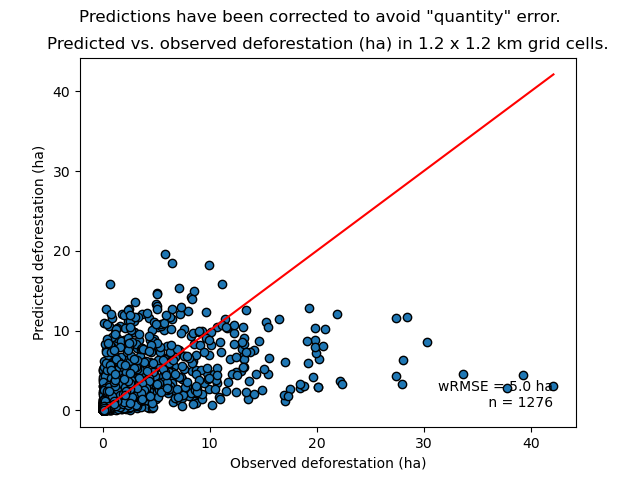 Predictions have been corrected to avoid "quantity" error.
Predicted vs. observed deforestation (ha) in 1.2 x 1.2 km grid cells.
40
30
20
10
0
Predicted deforestation (ha)
wRMSE = 5.0 ha
n = 1276
0 10 20 30 40
Observed deforestation (ha)